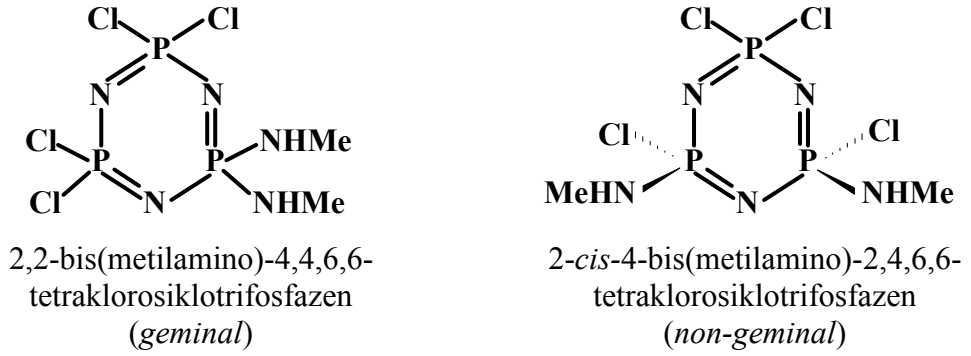 Cl Cl Cl Cl
P P
N N N N
Cl NHMe Cl Cl
P P P P
Cl N NHMe MeHN N NHMe
2,2-bis(metilamino)-4,4,6,6- 2-cis-4-bis(metilamino)-2,4,6,6-
tetraklorosiklotrifosfazen tetraklorosiklotrifosfazen
(geminal) (non-geminal)